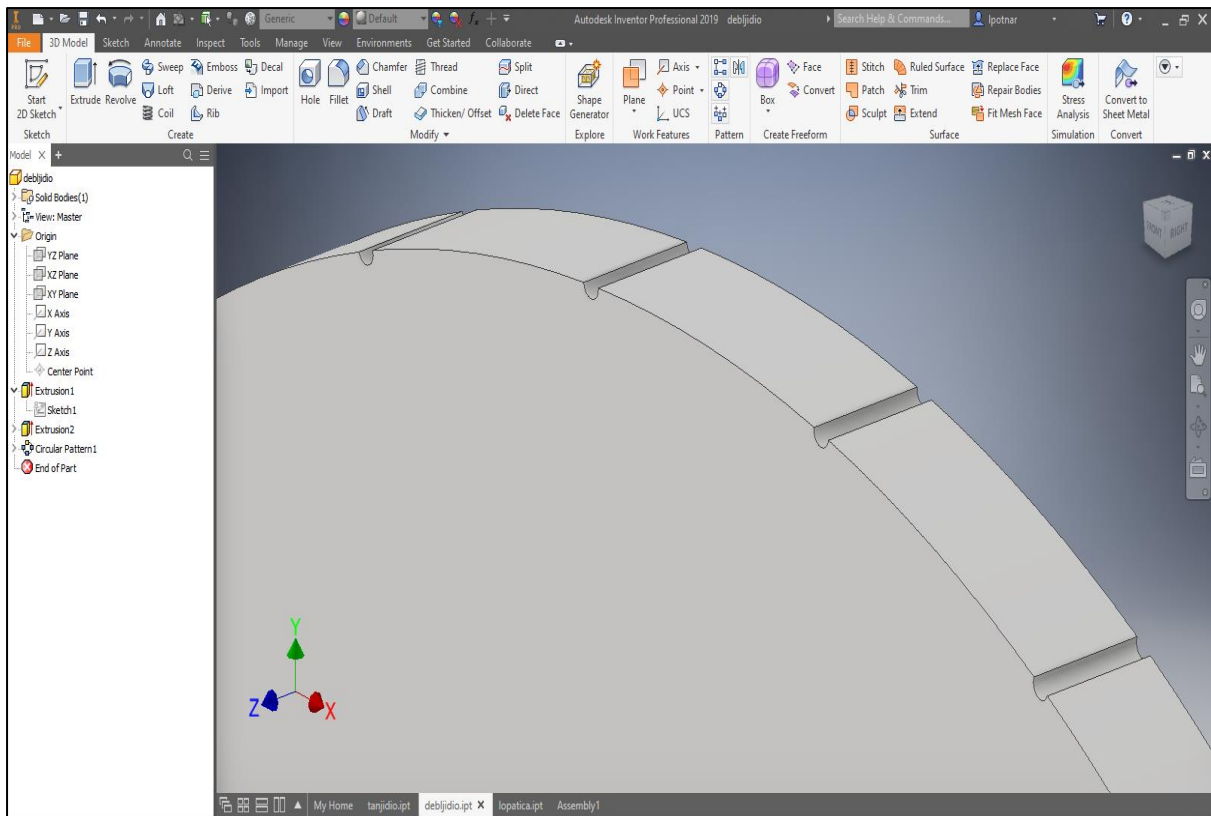 I PRO Generic Default Autodesk Inventor Professional 2019 debljidio Search Help & Commands... lpotnar
File 3D Model Sketch Annotate Inspect Tools Manage View Environments Get Started Collaborate
Sweep Emboss Decal Chamfer Thread Split Axis Face Stitch Ruled Surface Replace Face
Loft Derive Import Shell Combine Direct Point Convert Patch Trim Repair Bodies
Start 2D Sketch Extrude Revolve Coil Rib Hole Fillet Draft Thicken/ Offset Delete Face Shape Generator Plane UCS Box Sculpt Extend Fit Mesh Face Stress Analysis Convert to Sheet Metal
Sketch Create Modify Explore Work Features Pattern Create Freeform Surface Simulation Convert
Model X +
debljidio
Solid Bodies(1)
View: Master
Origin
YZ Plane
XZ Plane
XY Plane
X Axis
Y Axis
Z Axis
Center Point
Extrusion1
Sketch1
Extrusion2
Circular Pattern1
End of Part
FRONT RIGHT
Y
Z X
My Home tanjidio.ipt debljidio.ipt X lopatica.ipt Assembly1